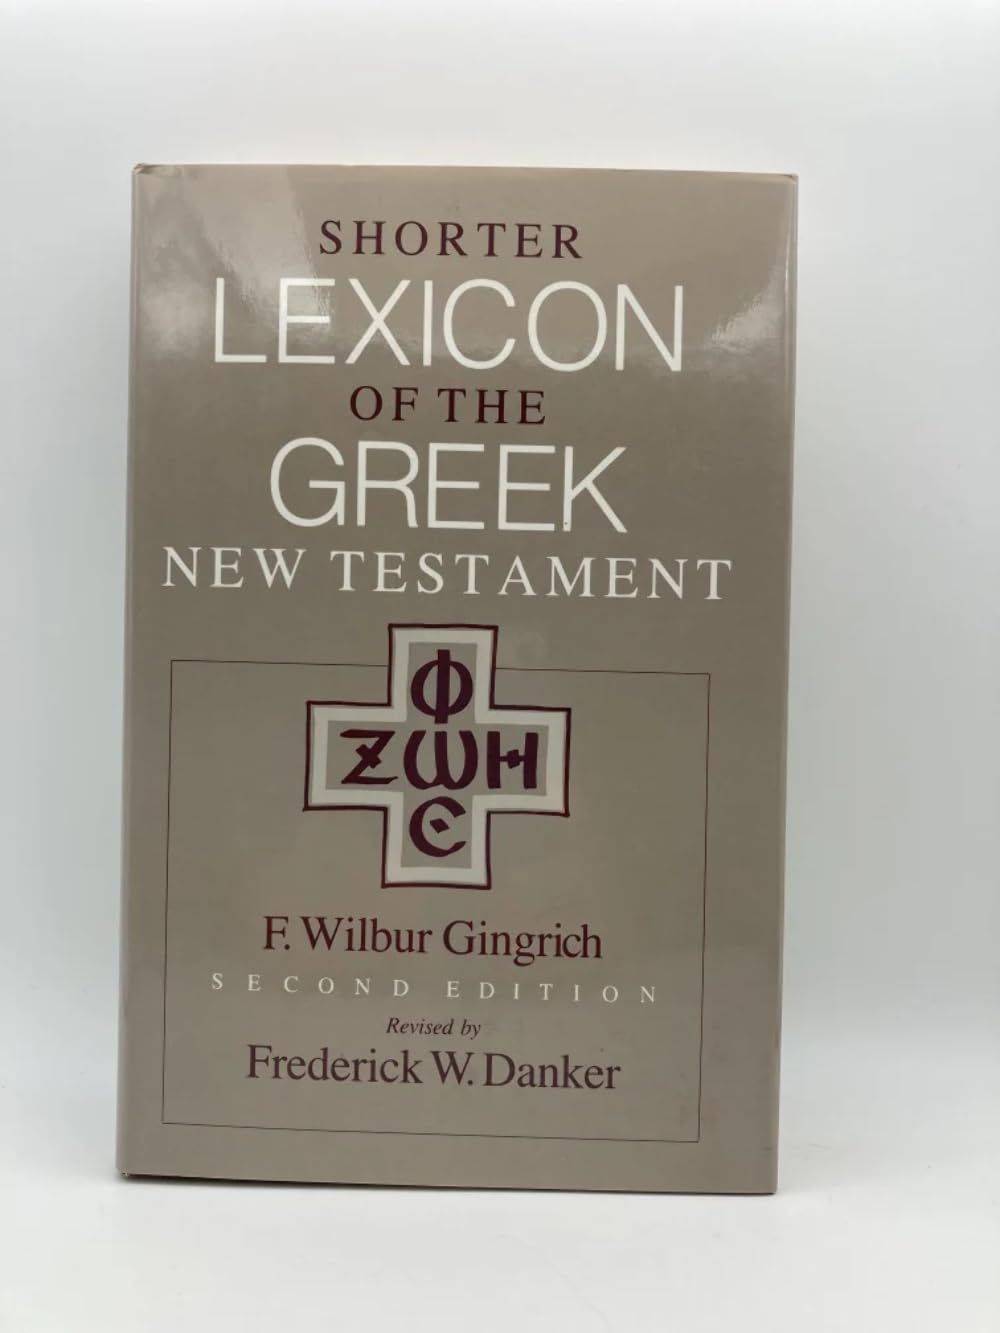 SHORTER
LEXICON
OF THE
GREEK
NEW TESTAMENT
Φ
ΖωΗ
Є
F. Wilbur Gingrich
SECOND EDITION
Revised by
Frederick W. Danker